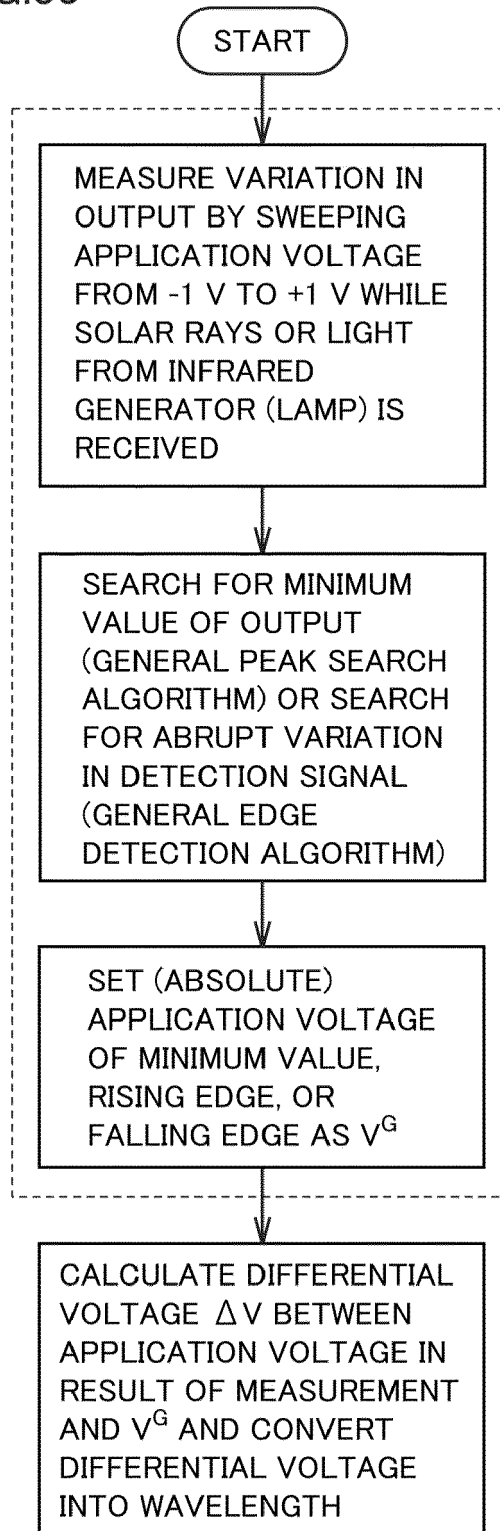 START
MEASURE VARIATION IN
OUTPUT BY SWEEPING
APPLICATION VOLTAGE
FROM -1 V TO +1 V WHILE
SOLAR RAYS OR LIGHT
FROM INFRARED
GENERATOR (LAMP) IS
RECEIVED
SEARCH FOR MINIMUM
VALUE OF OUTPUT
(GENERAL PEAK SEARCH
ALGORITHM) OR SEARCH
FOR ABRUPT VARIATION
IN DETECTION SIGNAL
(GENERAL EDGE
DETECTION ALGORITHM)
SET (ABSOLUTE)
APPLICATION VOLTAGE
OF MINIMUM VALUE,
RISING EDGE, OR
FALLING EDGE AS V^G
CALCULATE DIFFERENTIAL
VOLTAGE ΔV BETWEEN
APPLICATION VOLTAGE IN
RESULT OF MEASUREMENT
AND V^G AND CONVERT
DIFFERENTIAL VOLTAGE
INTO WAVELENGTH